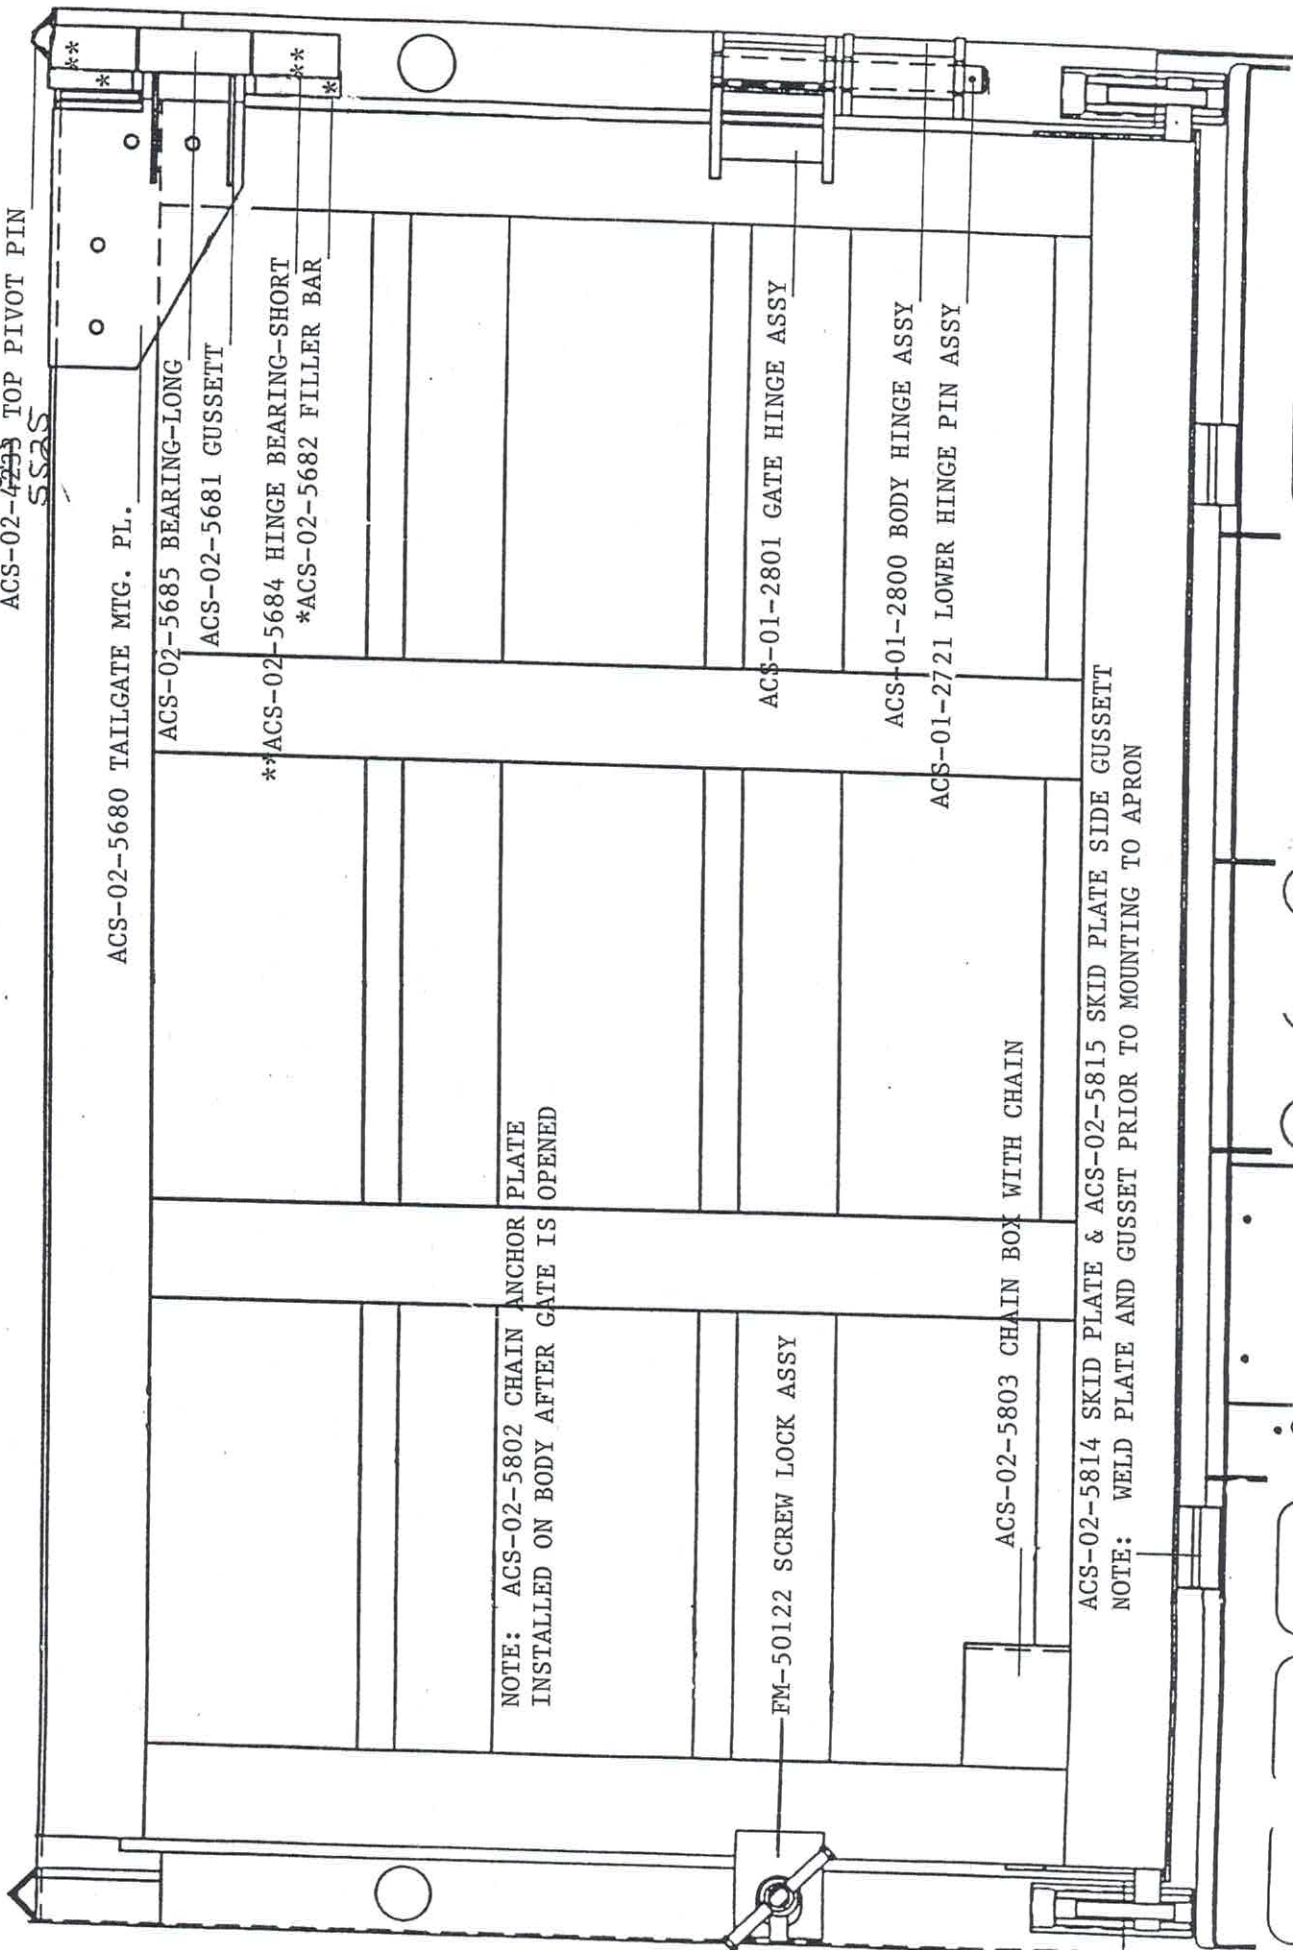 ACS-02-4233 TOP PIVOT PIN
5525
ACS-02-5680 TAILGATE MTG. PL.
ACS-02-5685 BEARING-LONG
ACS-02-5681 GUSSETT
**ACS-02-5684 HINGE BEARING-SHORT
*ACS-02-5682 FILLER BAR
**
*
**
*
ACS-01-2801 GATE HINGE ASSY
ACS-01-2800 BODY HINGE ASSY
ACS-01-2721 LOWER HINGE PIN ASSY
NOTE: ACS-02-5802 CHAIN ANCHOR PLATE
INSTALLED ON BODY AFTER GATE IS OPENED
FM-50122 SCREW LOCK ASSY
ACS-02-5803 CHAIN BOX WITH CHAIN
ACS-02-5814 SKID PLATE & ACS-02-5815 SKID PLATE SIDE GUSSETT
NOTE: WELD PLATE AND GUSSET PRIOR TO MOUNTING TO APRON